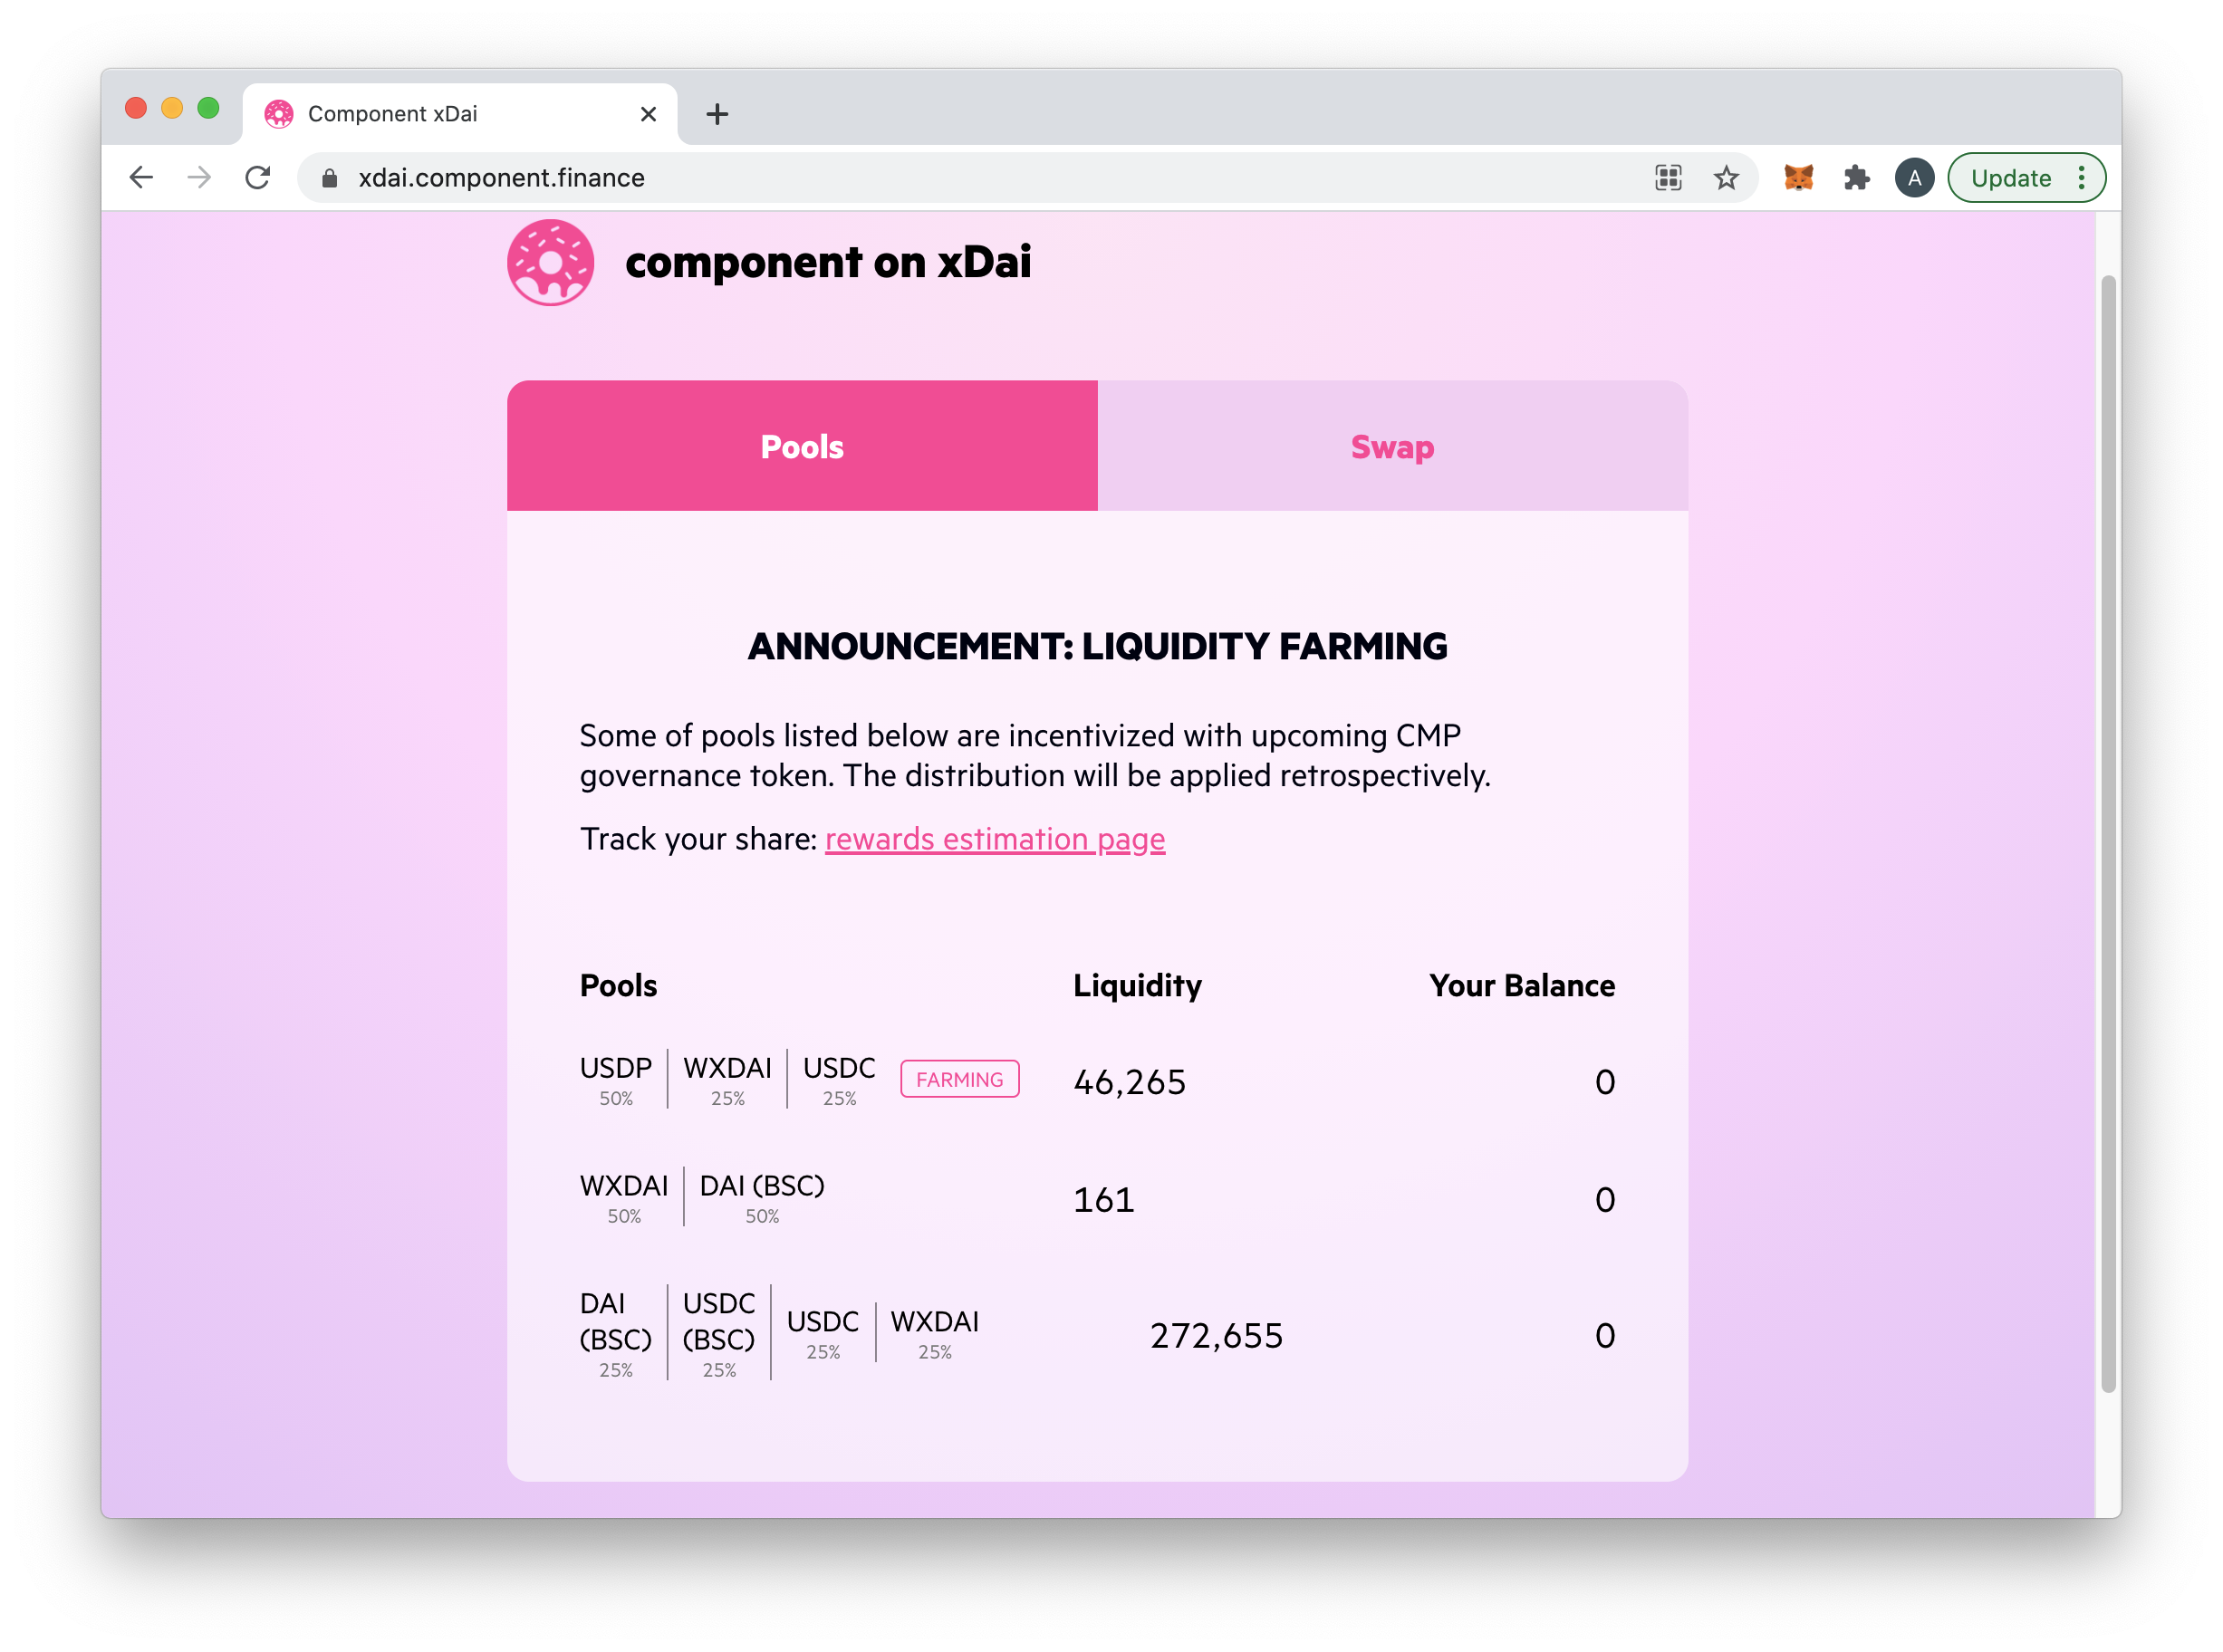 Component xDai
xdai.component.finance
A
Update
component on xDai
Pools
Swap
ANNOUNCEMENT: LIQUIDITY FARMING
Some of pools listed below are incentivized with upcoming CMP
governance token. The distribution will be applied retrospectively.
Track your share: rewards estimation page
Pools Liquidity Your Balance
USDP WXDAI USDC FARMING 46,265 0
50% 25% 25%
WXDAI DAI (BSC) 161 0
50% 50%
DAI USDC
(BSC) (BSC) USDC WXDAI 272,655 0
25% 25% 25% 25%